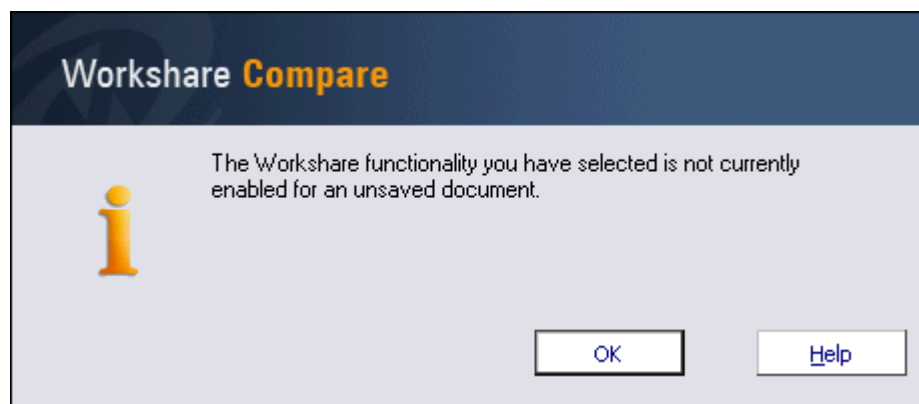 Workshare Compare
The Workshare functionality you have selected is not currently
enabled for an unsaved document.
OK
Help